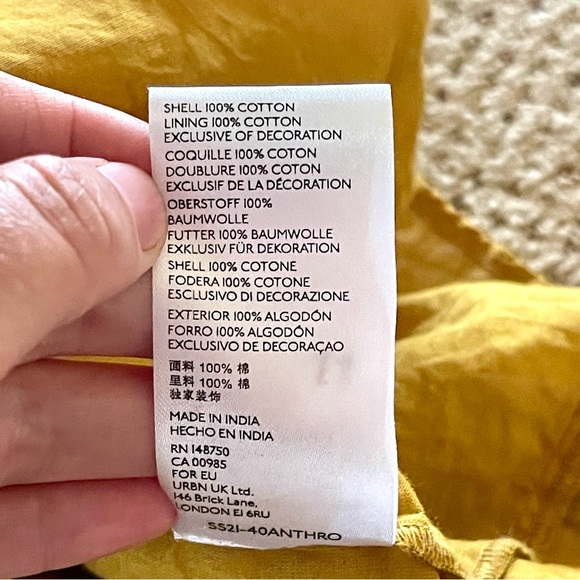 SHELL 100% COTTON
LINING 100% COTTON
EXCLUSIVE OF DECORATION
COQUILLE 100% COTON
DOUBLURE 100% COTON
EXCLUSIF DE LA DÉCORATION
OBERSTOFF 100%
BAUMWOLLE
FUTTER 100% BAUMWOLLE
EXKLUSIV FÜR DEKORATION
SHELL 100% COTONE
FODERA 100% COTONE
ESCLUSIVO DI DECORAZIONE
EXTERIOR 100% ALGODÓN
FORRO 100% ALGODÓN
EXCLUSIVO DE DECORAÇAO
面料 100% 棉
里料 100% 棉
独家装饰
MADE IN INDIA
HECHO EN INDIA
RN 148750
CA 00985
FOR EU
URBN UK Ltd.
146 Brick Lane,
LONDON E1 6RU
SS21-40ANTHRO